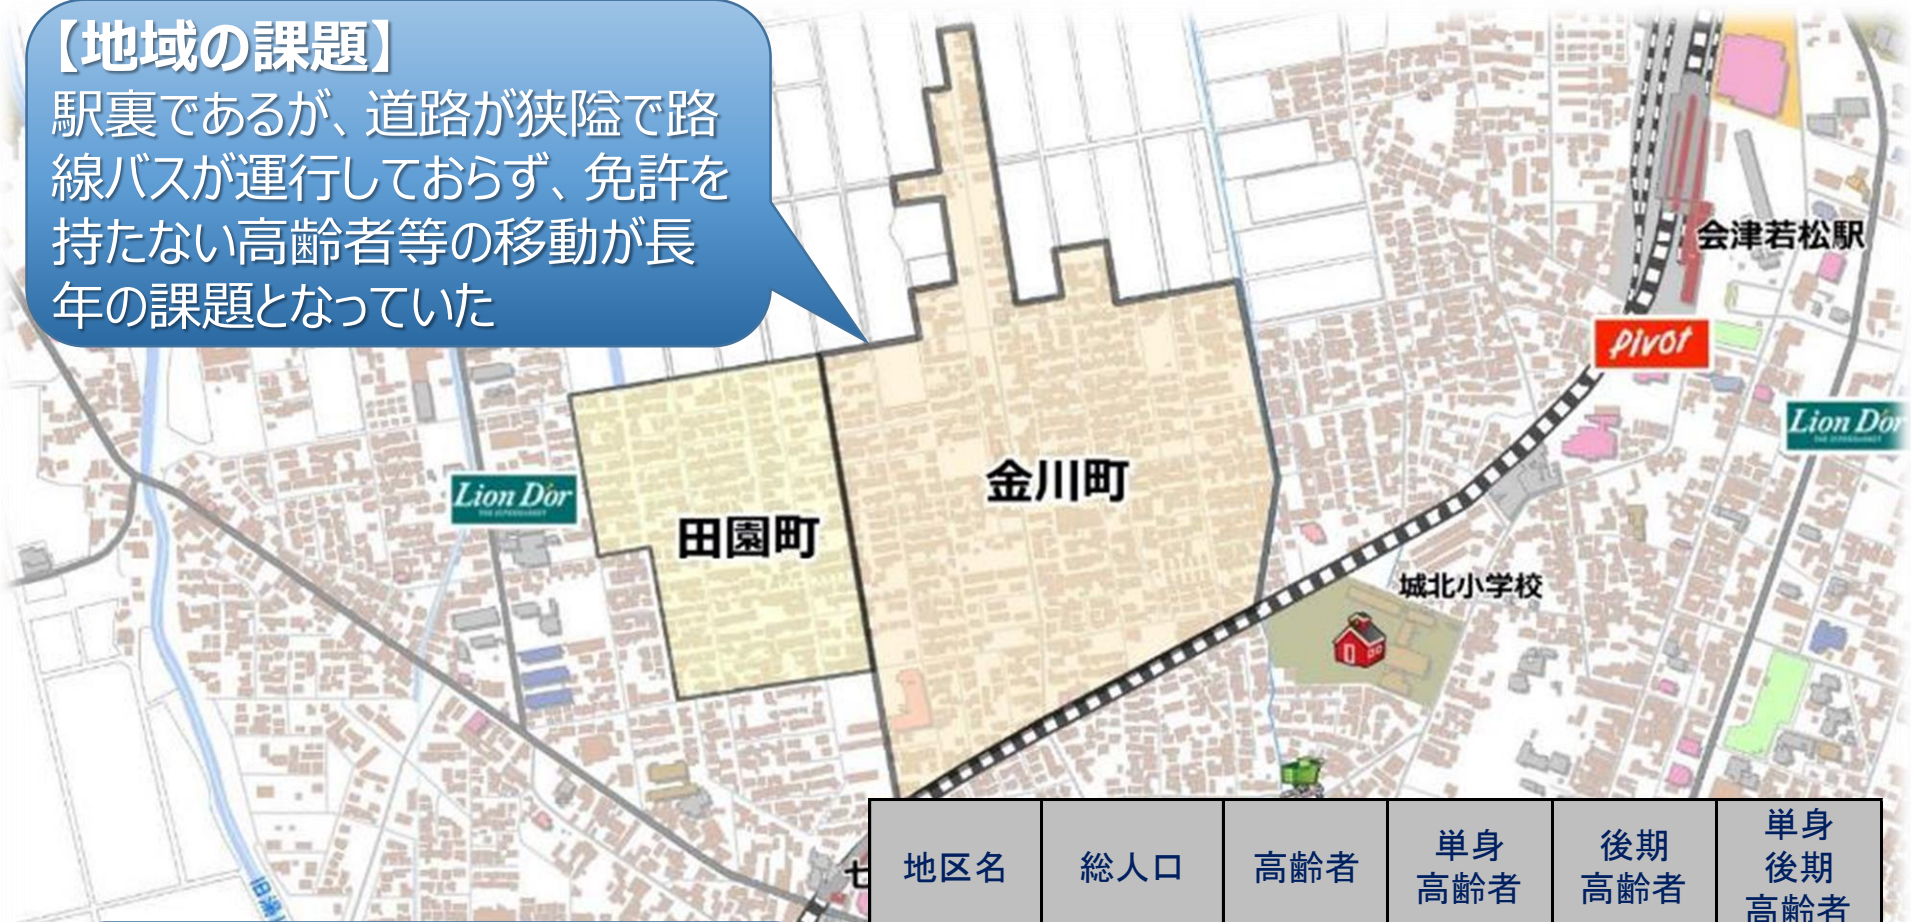 【地域の課題】
駅裏であるが、道路が狭隘で路
線バスが運行しておらず、免許を
持たない高齢者等の移動が長
年の課題となっていた
会津若松駅
Pivot
Lion D'or
Lion D'or
金川町
田園町
城北小学校
七
地区名
総人口
高齢者
単身
高齢者
後期
高齢者
単身
後期
高齢者